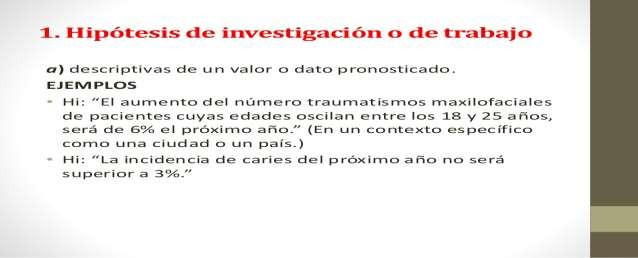 1. Hipótesis de investigación o de trabajo
a) descriptivas de un valor o dato pronosticado.
EJEMPLOS
• Hi: “El aumento del número traumatismos maxilofaciales
de pacientes cuyas edades oscilan entre los 18 y 25 años,
será de 6% el próximo año.” (En un contexto específico
como una ciudad o un país.)
• Hi: “La incidencia de caries del próximo año no será
superior a 3%.”